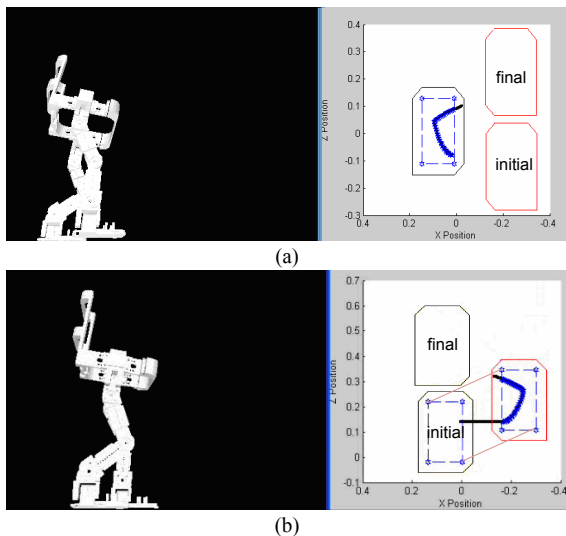 0.4
0.3
final
0.2
0.1
Z Position
0
initial
-0.1
-0.2
-0.3
0.4 0.2 0 -0.2 -0.4
X Position
(a)
0.7
0.6
0.5
final
0.4
Z Position
0.3
0.2
initial
0.1
0
-0.1
0.4 0.2 0 -0.2 -0.4
X Position
(b)